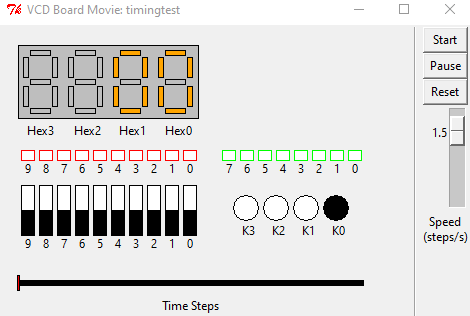 VCD Board Movie: timingtest
Start
Pause
Reset
Hex3 Hex2 Hex1 Hex0
9 8 7 6 5 4 3 2 1 0
7 6 5 4 3 2 1 0
1.5
9 8 7 6 5 4 3 2 1 0
K3 K2 K1 K0
Speed
(steps/s)
Time Steps